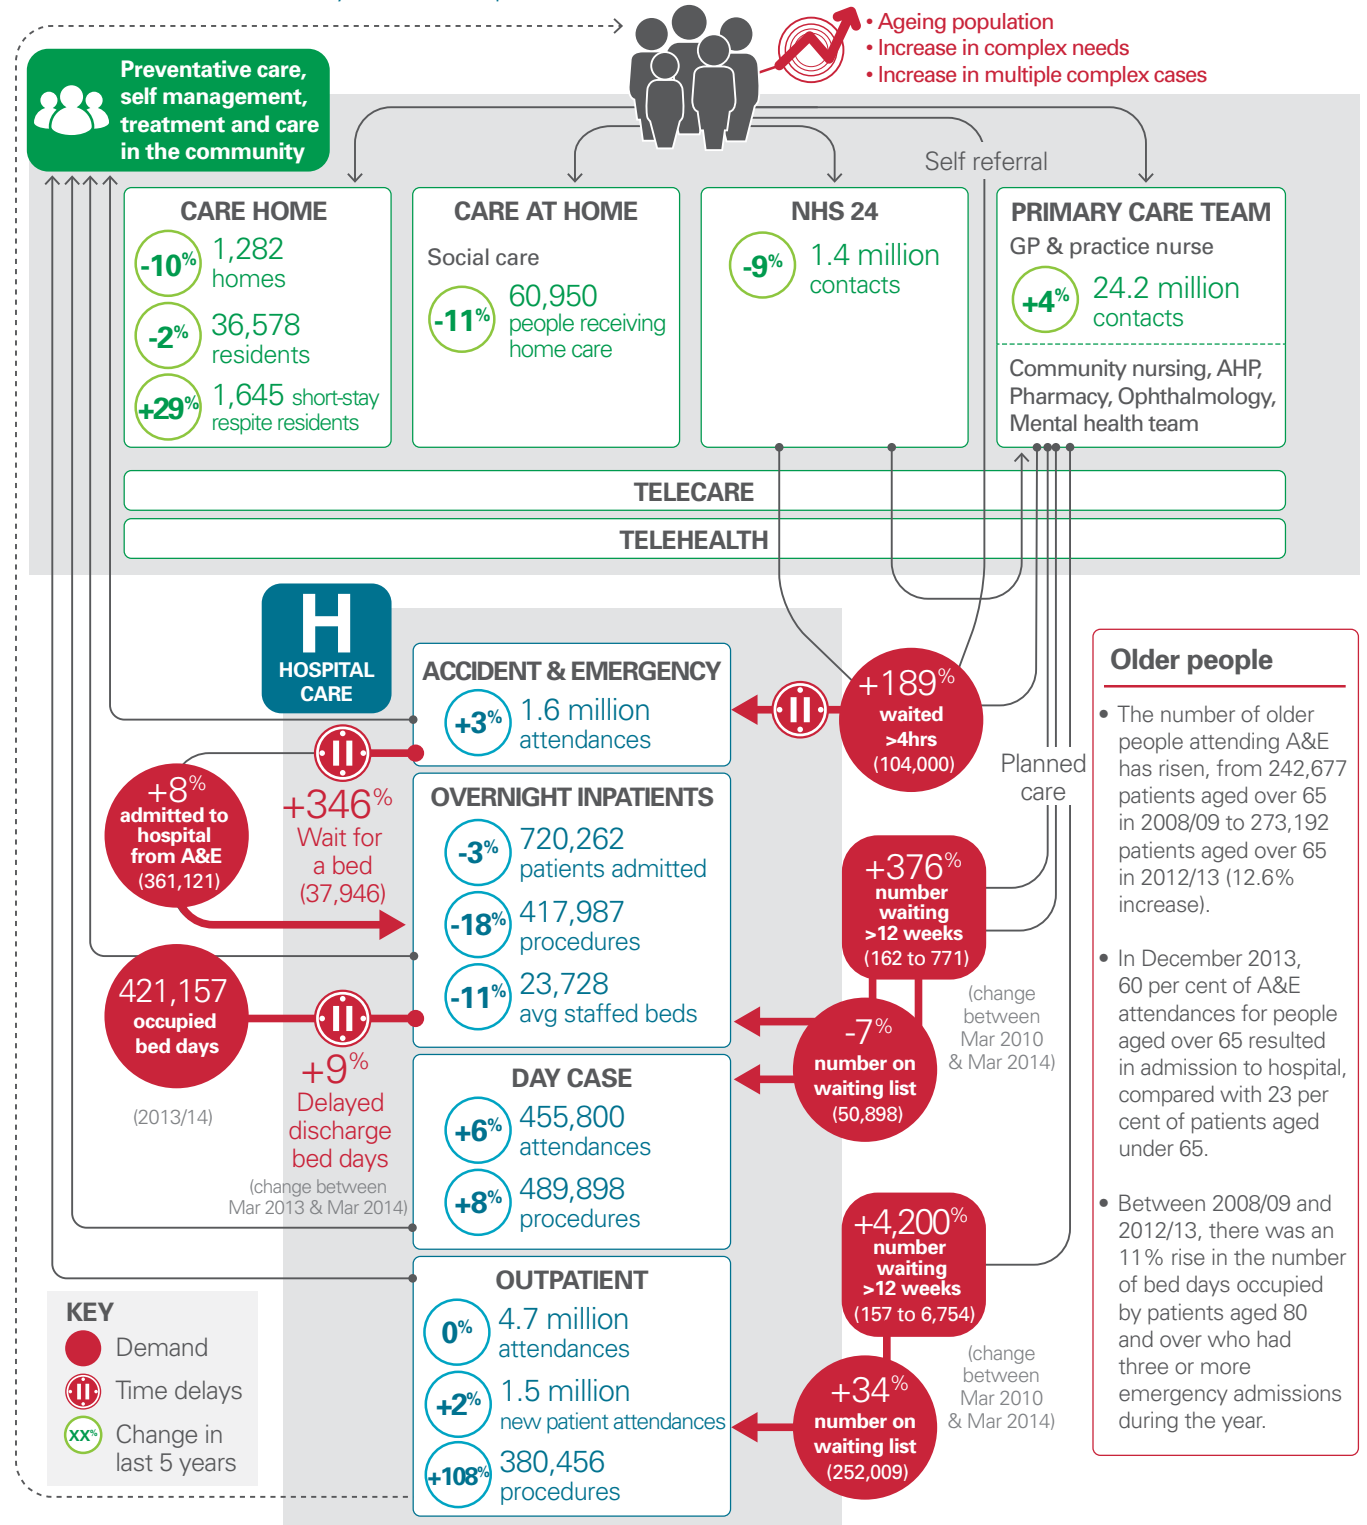 • Ageing population
• Increase in complex needs
• Increase in multiple complex cases
Preventative care,
self management,
treatment and care
in the community
Self referral
CARE HOME
-10%
1,282
homes
-2%
36,578
residents
+29%
1,645 short-stay
respite residents
CARE AT HOME
Social care
-11%
60,950
people receiving
home care
NHS 24
-9%
1.4 million
contacts
PRIMARY CARE TEAM
GP & practice nurse
+4%
24.2 million
contacts
Community nursing, AHP,
Pharmacy, Ophthalmology,
Mental health team
TELECARE
TELEHEALTH
H
HOSPITAL
CARE
ACCIDENT & EMERGENCY
+3%
1.6 million
attendances
+189%
waited
>4hrs
(104,000)
Planned
care
+8%
admitted to
hospital
from A&E
(361,121)
+346%
Wait for
a bed
(37,946)
OVERNIGHT INPATIENTS
-3%
720,262
patients admitted
-18%
417,987
procedures
-11%
23,728
avg staffed beds
+376%
number
waiting
>12 weeks
(162 to 771)
(change
between
Mar 2010
& Mar 2014)
-7%
number on
waiting list
(50,898)
421,157
occupied
bed days
(2013/14)
+9%
Delayed
discharge
bed days
(change between
Mar 2013 & Mar 2014)
DAY CASE
+6%
455,800
attendances
+8%
489,898
procedures
+4,200%
number
waiting
>12 weeks
(157 to 6,754)
(change
between
Mar 2010
& Mar 2014)
+34%
number on
waiting list
(252,009)
OUTPATIENT
0%
4.7 million
attendances
+2%
1.5 million
new patient attendances
+108%
380,456
procedures
KEY
Demand
Time delays
XX%
Change in
last 5 years
Older people
• The number of older
people attending A&E
has risen, from 242,677
patients aged over 65
in 2008/09 to 273,192
patients aged over 65
in 2012/13 (12.6%
increase).
• In December 2013,
60 per cent of A&E
attendances for people
aged over 65 resulted
in admission to hospital,
compared with 23 per
cent of patients aged
under 65.
• Between 2008/09 and
2012/13, there was an
11% rise in the number
of bed days occupied
by patients aged 80
and over who had
three or more
emergency admissions
during the year.